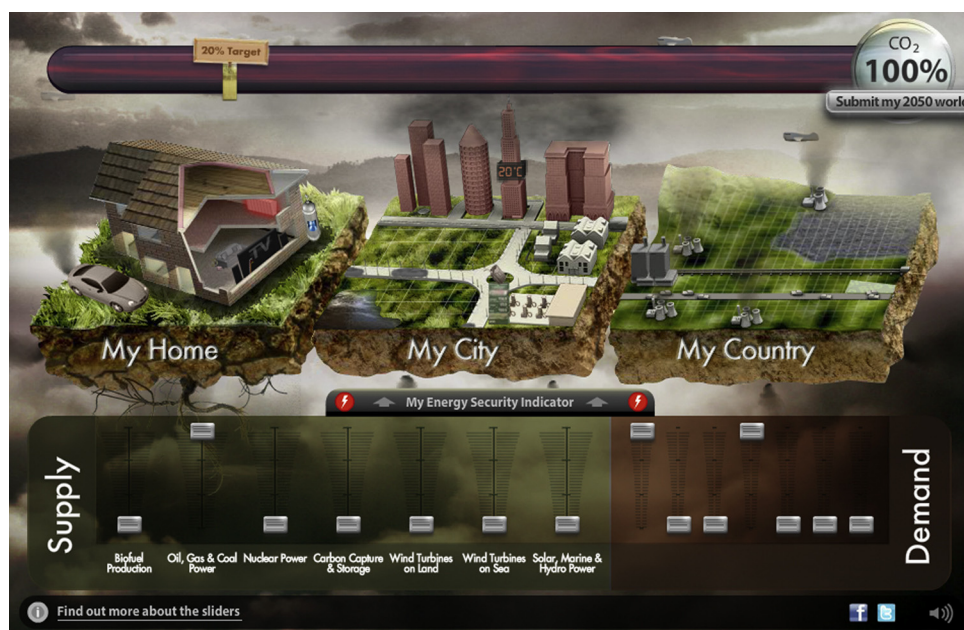 20% Target
CO₂
100%
Submit my 2050 world
20°C
TV
My Home
My City
My Country
My Energy Security Indicator
Supply
Biofuel
Production
Oil, Gas & Coal
Power
Nuclear Power
Carbon Capture
& Storage
Wind Turbines
on Land
Wind Turbines
on Sea
Solar, Marine &
Hydro Power
Demand
i
Find out more about the sliders
f
t